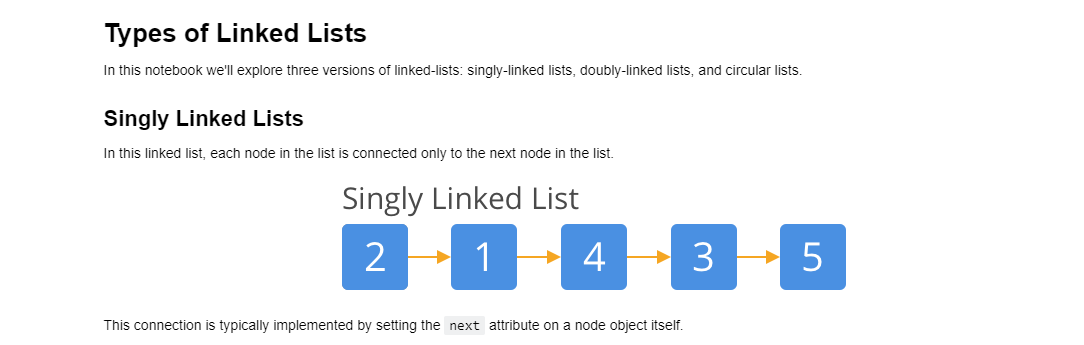 Types of Linked Lists
In this notebook we'll explore three versions of linked-lists: singly-linked lists, doubly-linked lists, and circular lists.
Singly Linked Lists
In this linked list, each node in the list is connected only to the next node in the list.
Singly Linked List
2 1 4 3 5
This connection is typically implemented by setting the next attribute on a node object itself.